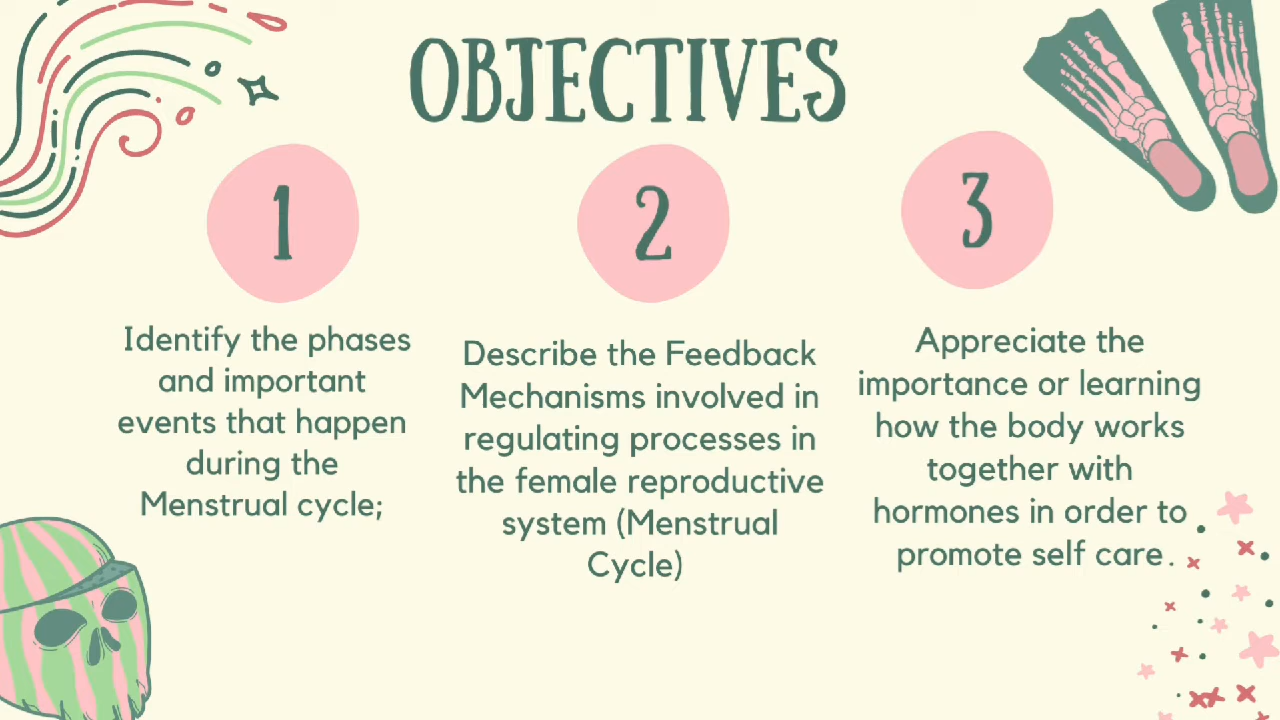 OBJECTIVES
1
Identify the phases
and important
events that happen
during the
Menstrual cycle;
2
Describe the Feedback
Mechanisms involved in
regulating processes in
the female reproductive
system (Menstrual
Cycle)
3
Appreciate the
importance or learning
how the body works
together with
hormones in order to
promote self care.